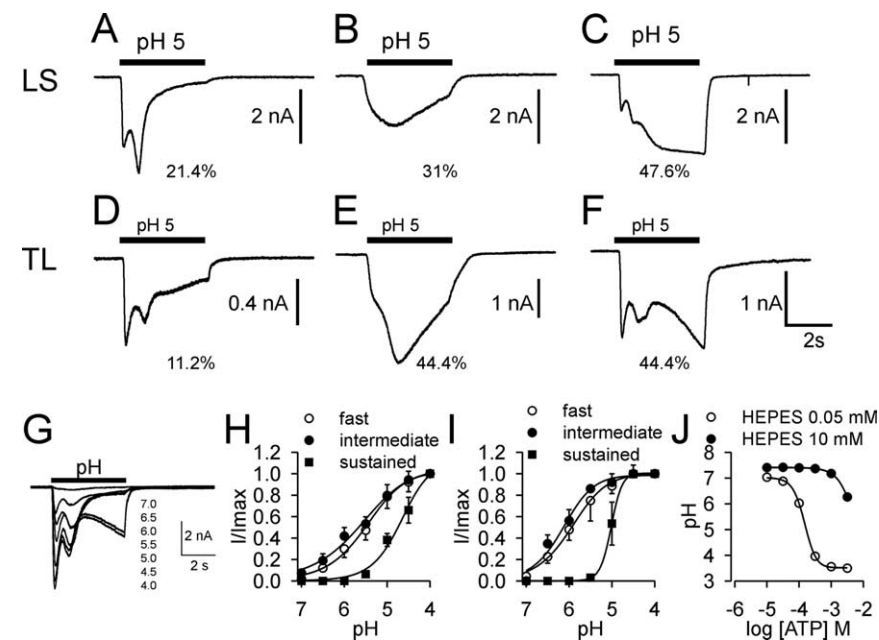 A B C
pH 5 pH 5 pH 5
LS
2 nA 2 nA 2 nA
21.4% 31% 47.6%
D E F
pH 5 pH 5 pH 5
TL
0.4 nA 1 nA 1 nA
2s
11.2% 44.4% 44.4%
G
pH
7.0
6.5
6.0
5.5
5.0
4.5
4.0
2 nA
2 s
H
fast
intermediate
sustained
I/Imax
1.2
1.0
0.8
0.6
0.4
0.2
0.0
7 6 5 4
pH
I
fast
intermediate
sustained
I/Imax
1.2
1.0
0.8
0.6
0.4
0.2
0.0
7 6 5 4
pH
J
HEPES 0.05 mM
HEPES 10 mM
pH
8
7
6
5
4
3
-6 -5 -4 -3 -2
log [ATP] M